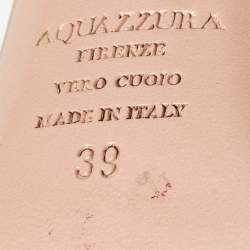 AQUAZZURA
FIRENZE
VERO CUOIO
MADE IN ITALY
39